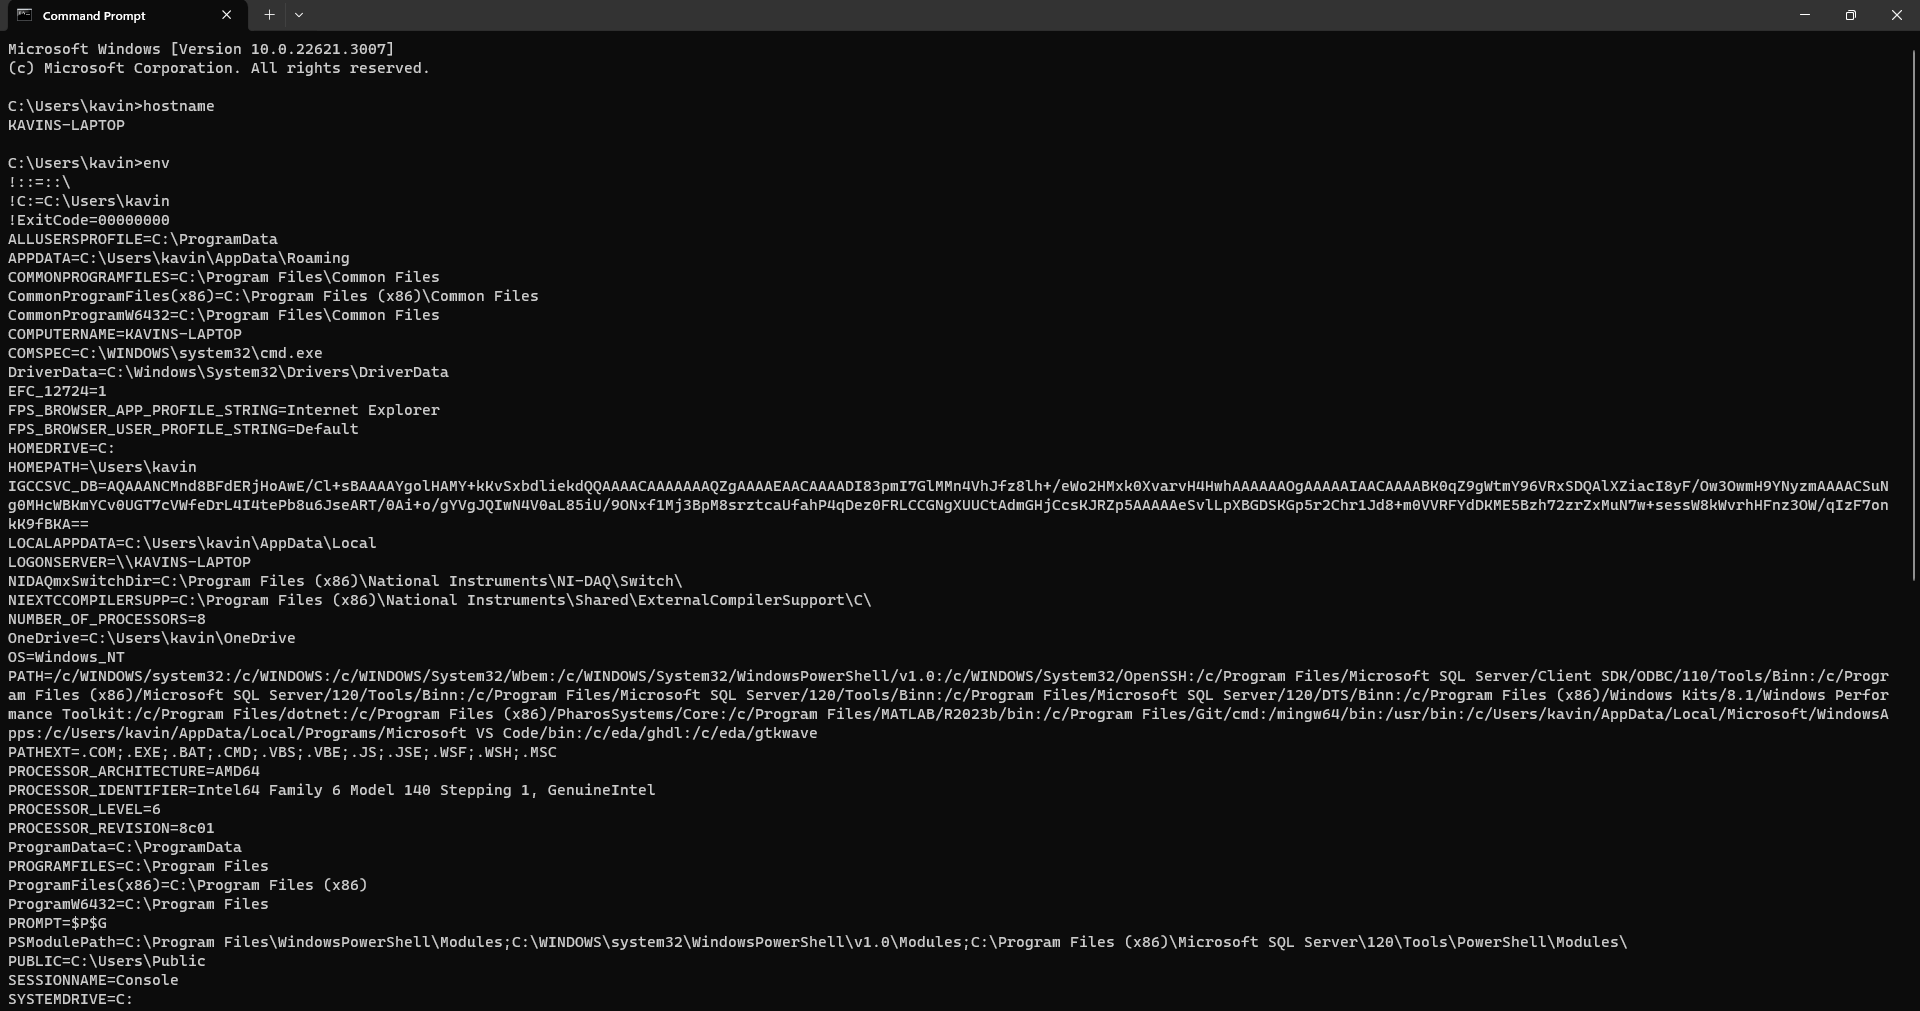 Command Prompt
Microsoft Windows [Version 10.0.22621.3007]
(c) Microsoft Corporation. All rights reserved.
C:\Users\kavin>hostname
KAVINS-LAPTOP
C:\Users\kavin>env
!::=::\
!C:=C:\Users\kavin
!ExitCode=00000000
ALLUSERSPROFILE=C:\ProgramData
APPDATA=C:\Users\kavin\AppData\Roaming
COMMONPROGRAMFILES=C:\Program Files\Common Files
CommonProgramFiles(x86)=C:\Program Files (x86)\Common Files
CommonProgramW6432=C:\Program Files\Common Files
COMPUTERNAME=KAVINS-LAPTOP
COMSPEC=C:\WINDOWS\system32\cmd.exe
DriverData=C:\Windows\System32\Drivers\DriverData
EFC_12724=1
FPS_BROWSER_APP_PROFILE_STRING=Internet Explorer
FPS_BROWSER_USER_PROFILE_STRING=Default
HOMEDRIVE=C:
HOMEPATH=\Users\kavin
IGCCSVC_DB=AQAAANCMnd8BFdERjHoAwE/Cl+sBAAAAYgolHAMY+kKvSxbdliekdQQAAAACAAAAAAAQZgAAAAEAACAAAADI83pmI7GlMMn4VhJfz8lh+/eWo2HMxk0XvarvH4HwhAAAAAAOgAAAAAIAACAAAABK0qZ9gWtmY96VRxSDQAlXZiacI8yF/Ow3OwmH9YNyzmAAAACSuN
g0MHcWBKmYCv0UGT7cVWfeDrL4I4tePb8u6JseART/0Ai+o/gYVgJQIwN4V0aL85iU/9ONxf1Mj3BpM8srztcaUfahP4qDez0FRLCCGNgXUUCtAdmGHjCcsKJRZp5AAAAAeSvlLpXBGDSKGp5r2Chr1Jd8+m0VVRFYdDKME5Bzh72zrZxMuN7w+sessW8kWvrhHFnz3OW/qIzF7on
kK9fBKA==
LOCALAPPDATA=C:\Users\kavin\AppData\Local
LOGONSERVER=\\KAVINS-LAPTOP
NIDAQmxSwitchDir=C:\Program Files (x86)\National Instruments\NI-DAQ\Switch\
NIEXTCCOMPILERSUPP=C:\Program Files (x86)\National Instruments\Shared\ExternalCompilerSupport\C\
NUMBER_OF_PROCESSORS=8
OneDrive=C:\Users\kavin\OneDrive
OS=Windows_NT
PATH=/c/WINDOWS/system32:/c/WINDOWS:/c/WINDOWS/System32/Wbem:/c/WINDOWS/System32/WindowsPowerShell/v1.0:/c/WINDOWS/System32/OpenSSH:/c/Program Files/Microsoft SQL Server/Client SDK/ODBC/110/Tools/Binn:/c/Progr
am Files (x86)/Microsoft SQL Server/120/Tools/Binn:/c/Program Files/Microsoft SQL Server/120/Tools/Binn:/c/Program Files/Microsoft SQL Server/120/DTS/Binn:/c/Program Files (x86)/Windows Kits/8.1/Windows Perfor
mance Toolkit:/c/Program Files/dotnet:/c/Program Files (x86)/PharosSystems/Core:/c/Program Files/MATLAB/R2023b/bin:/c/Program Files/Git/cmd:/mingw64/bin:/usr/bin:/c/Users/kavin/AppData/Local/Microsoft/WindowsA
pps:/c/Users/kavin/AppData/Local/Programs/Microsoft VS Code/bin:/c/eda/ghdl:/c/eda/gtkwave
PATHEXT=.COM;.EXE;.BAT;.CMD;.VBS;.VBE;.JS;.JSE;.WSF;.WSH;.MSC
PROCESSOR_ARCHITECTURE=AMD64
PROCESSOR_IDENTIFIER=Intel64 Family 6 Model 140 Stepping 1, GenuineIntel
PROCESSOR_LEVEL=6
PROCESSOR_REVISION=8c01
ProgramData=C:\ProgramData
PROGRAMFILES=C:\Program Files
ProgramFiles(x86)=C:\Program Files (x86)
ProgramW6432=C:\Program Files
PROMPT=$P$G
PSModulePath=C:\Program Files\WindowsPowerShell\Modules;C:\WINDOWS\system32\WindowsPowerShell\v1.0\Modules;C:\Program Files (x86)\Microsoft SQL Server\120\Tools\PowerShell\Modules\
PUBLIC=C:\Users\Public
SESSIONNAME=Console
SYSTEMDRIVE=C: